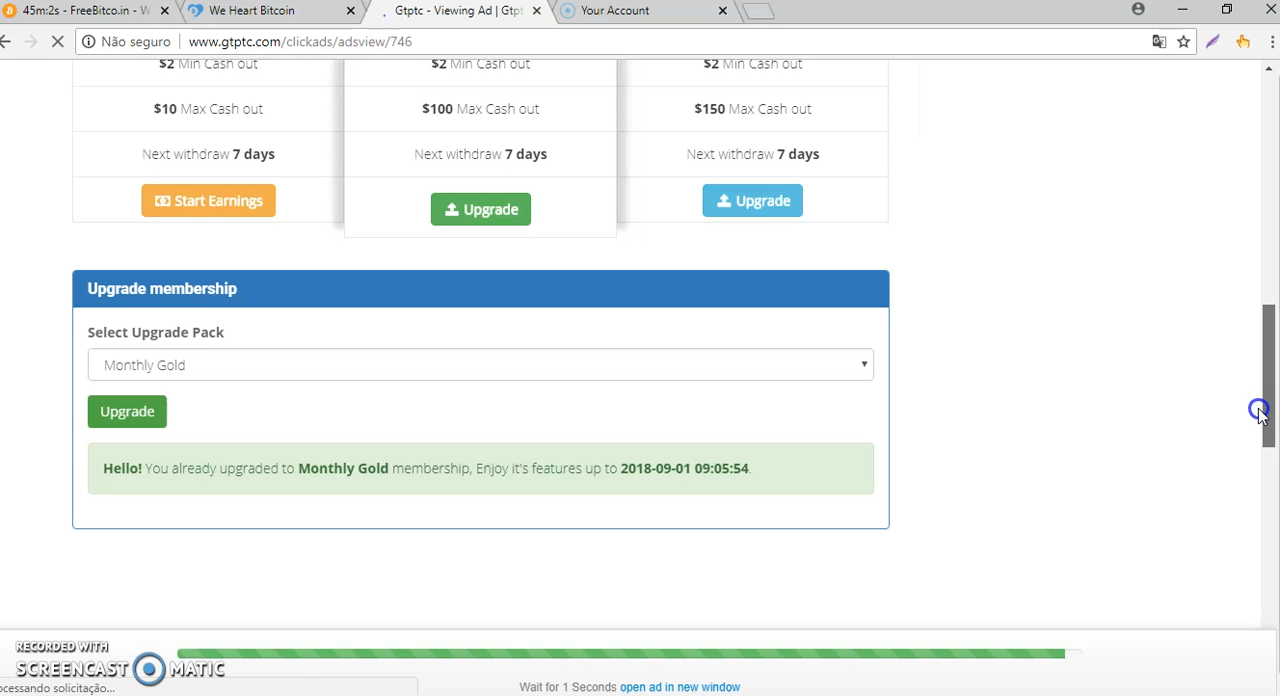 45m:2s - FreeBitco.in - W
We Heart Bitcoin
Gtptc - Viewing Ad | Gtpt
Your Account
Não seguro
www.gtptc.com/clickads/adsview/746
$2 Min Cash out
$2 Min Cash out
$2 Min Cash out
$10 Max Cash out
$100 Max Cash out
$150 Max Cash out
Next withdraw 7 days
Next withdraw 7 days
Next withdraw 7 days
Start Earnings
Upgrade
Upgrade
Upgrade membership
Select Upgrade Pack
Monthly Gold
Upgrade
Hello! You already upgraded to Monthly Gold membership, Enjoy it's features up to 2018-09-01 09:05:54.
RECORDED WITH
SCREENCAST MATIC
ocessando solicitação...
Wait for 1 Seconds open ad in new window